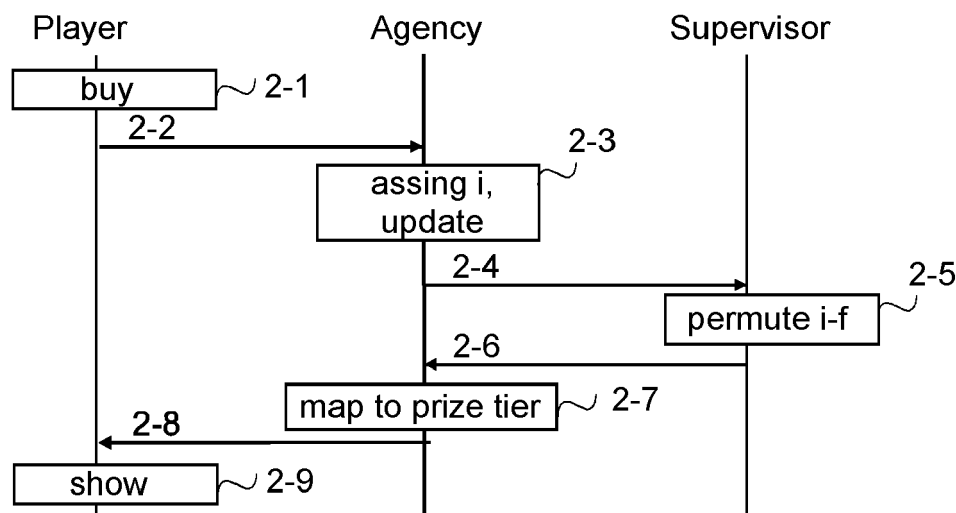 Player Agency Supervisor
buy 2-1
2-2
2-3
assing i,
update
2-4
2-5
permute i-f
2-6
map to prize tier 2-7
2-8
show 2-9